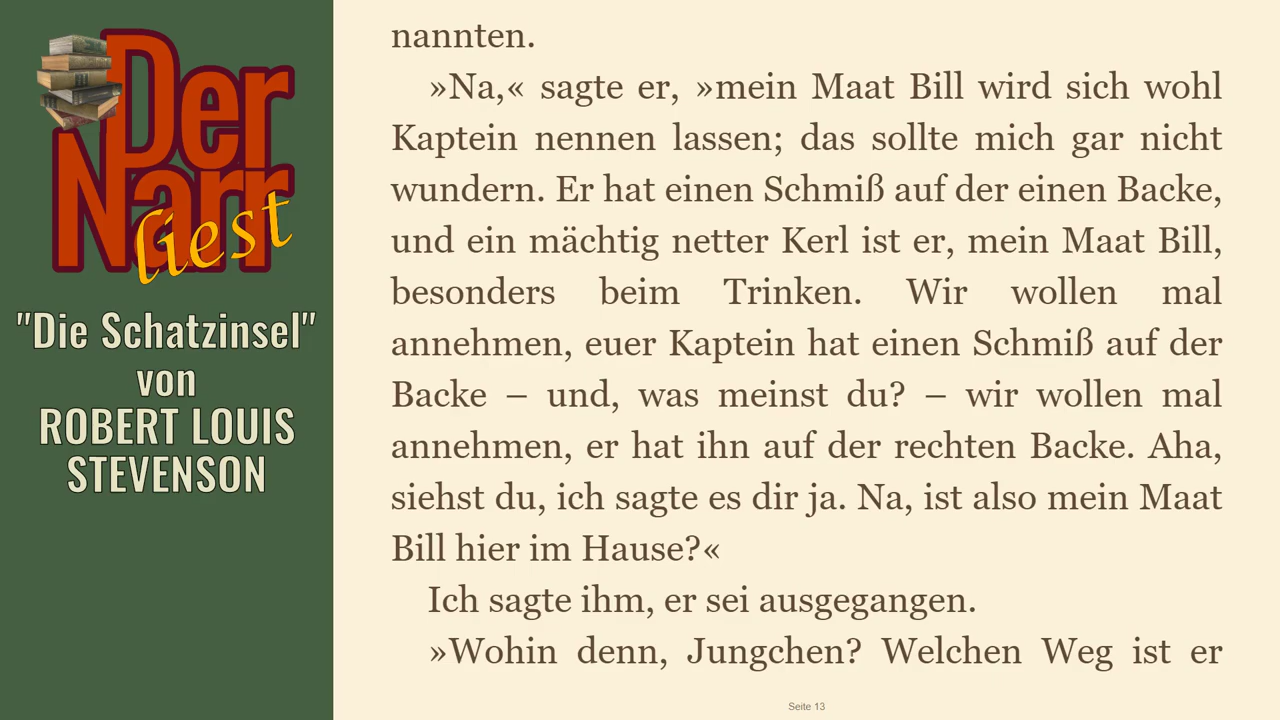 Der
Narr
liest
"Die Schatzinsel"
von
ROBERT LOUIS
STEVENSON
nannten.
»Na,« sagte er, »mein Maat Bill wird sich wohl
Kaptein nennen lassen; das sollte mich gar nicht
wundern. Er hat einen Schmiß auf der einen Backe,
und ein mächtig netter Kerl ist er, mein Maat Bill,
besonders beim Trinken. Wir wollen mal
annehmen, euer Kaptein hat einen Schmiß auf der
Backe – und, was meinst du? – wir wollen mal
annehmen, er hat ihn auf der rechten Backe. Aha,
siehst du, ich sagte es dir ja. Na, ist also mein Maat
Bill hier im Hause?«
Ich sagte ihm, er sei ausgegangen.
»Wohin denn, Jungchen? Welchen Weg ist er
Seite 13